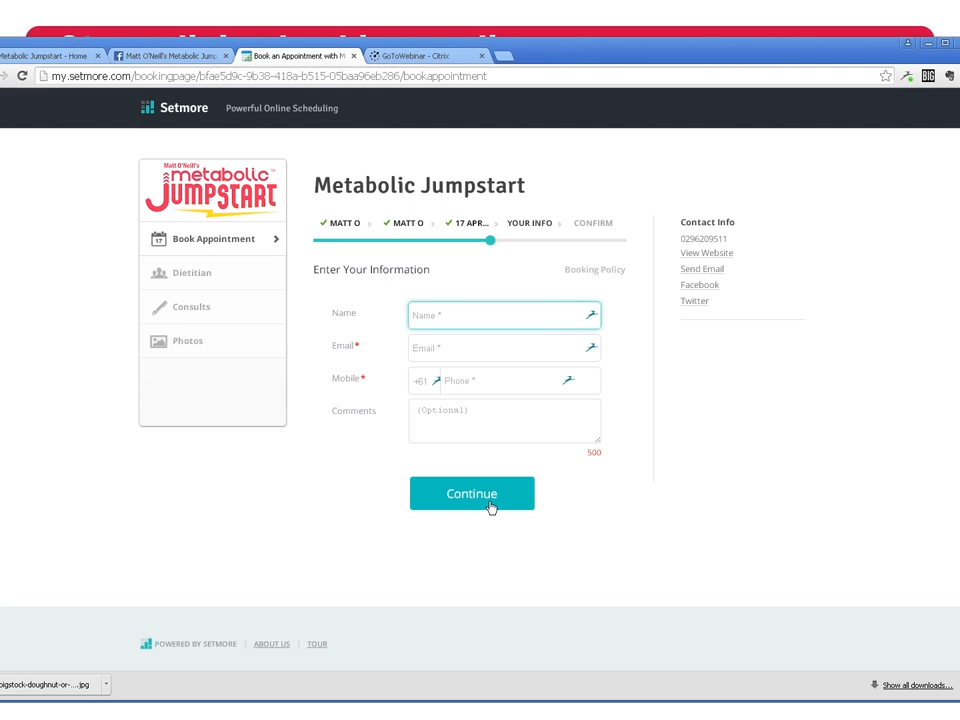 Metabolic Jumpstart - Home
Matt O'Neill's Metabolic Jump
Book an Appointment with M
GoToWebinar - Citrix
my.setmore.com/bookingpage/bfae5d9c-9b38-418a-b515-05baa96eb286/bookappointment
BIG
Setmore
Powerful Online Scheduling
Matt O'Neill's
metabolic
JUMPSTART
TM
17
Book Appointment
Dietitian
Consults
Photos
Metabolic Jumpstart
MATT O
MATT O
17 APR...
YOUR INFO
CONFIRM
Enter Your Information
Booking Policy
Name
Name *
Email*
Email *
Mobile*
+61
Phone *
Comments
(Optional)
500
Continue
Contact Info
0296209511
View Website
Send Email
Facebook
Twitter
POWERED BY SETMORE | ABOUT US | TOUR
bigstock-doughnut-or-....jpg
Show all downloads...